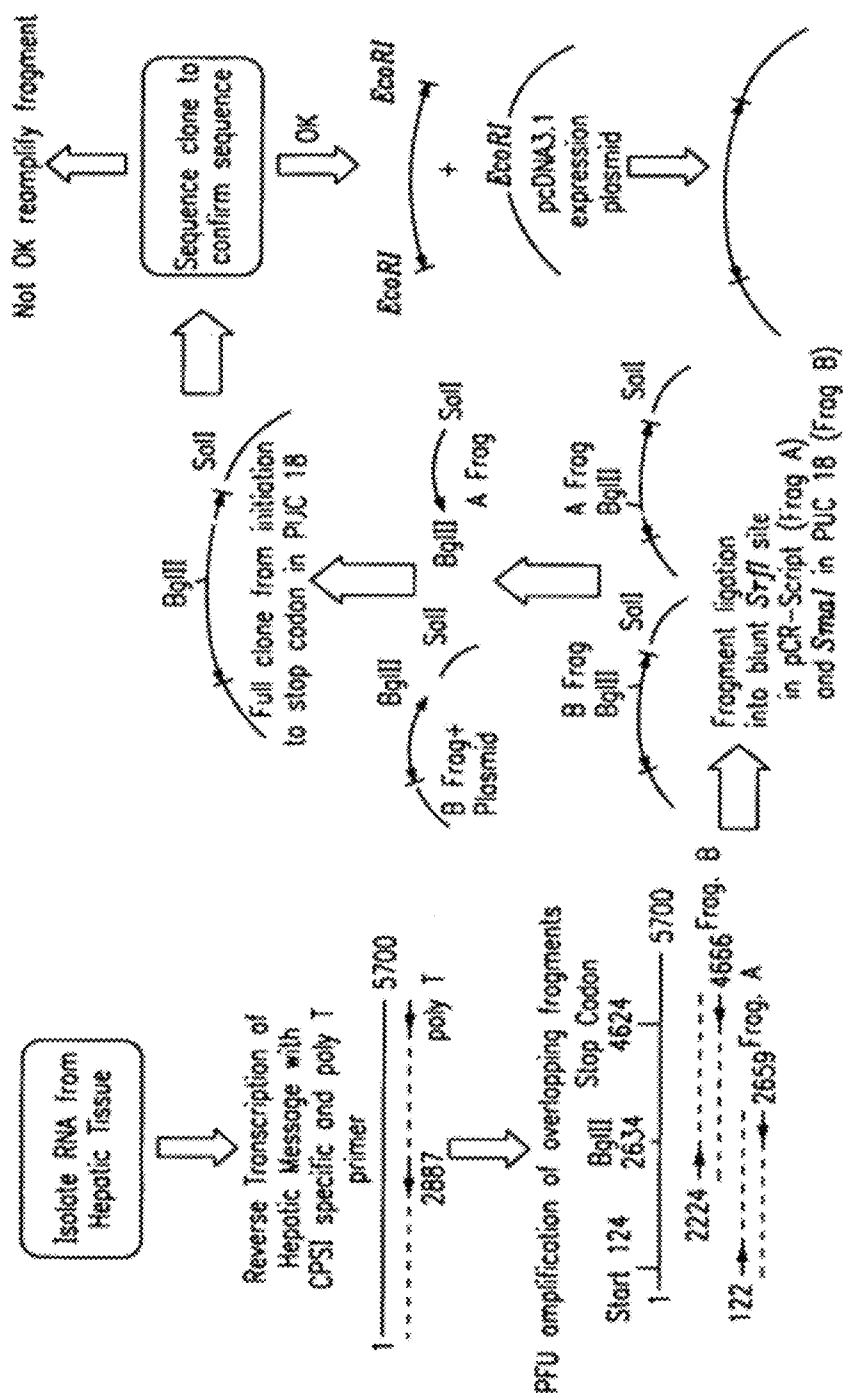 Isolate RNA from
Hepatic Tissue
Reverse Transcription of
Hepatic Message with
CPSI specific and poly T
primer
1 5700
2887 poly T
PFU amplification of overlapping fragments
Start 124 BglII 2634 Stop Codon 4624
1 5700
2224 4666 Frag. B
122 2659 Frag. A
Fragment ligation
into blunt Srfl site
in pCR-Script (Frag A)
and SmaI in PUC 18 (Frag B)
B Frag
BglII SalI
A Frag
BglII SalI
BglII SalI
B Frag+
Plasmid
BglII SalI
A Frag
BglII SalI
Full clone from initiation
to stop codon in PUC 18
Sequence clone to
confirm sequence
Not OK reamplify fragment
OK
EcoRI EcoRI
+
EcoRI
pcDNA3.1
expression
plasmid